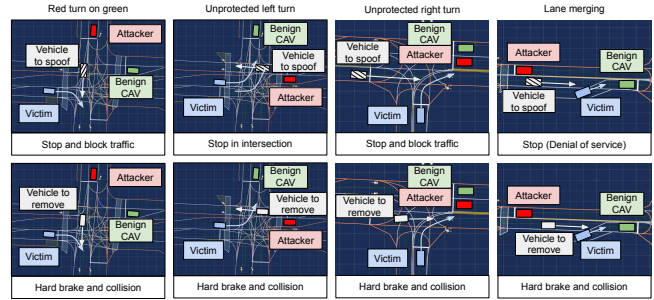 Red turn on green
Unprotected left turn
Unprotected right turn
Lane merging
Attacker
Vehicle
to spoof
Benign
CAV
Victim
Stop and block traffic
Benign
CAV
Vehicle
to spoof
Attacker
Victim
Stop in intersection
Benign
CAV
Vehicle
to spoof
Attacker
Victim
Stop and block traffic
Attacker
Benign
CAV
Vehicle
to spoof
Victim
Stop (Denial of service)
Attacker
Vehicle to
remove
Benign
CAV
Victim
Hard brake and collision
Benign
CAV
Vehicle to
remove
Attacker
Victim
Hard brake and collision
Benign
CAV
Attacker
Vehicle to
remove
Victim
Hard brake and collision
Attacker
Benign
CAV
Vehicle to
remove
Victim
Hard brake and collision